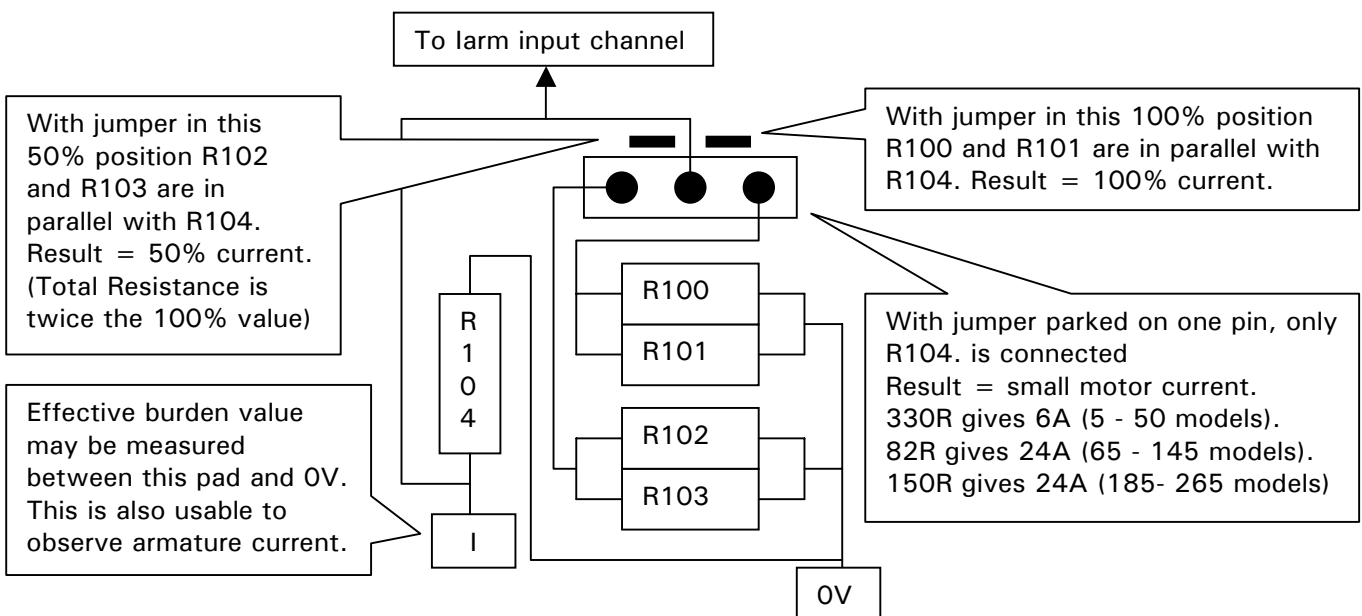 To Iarm input channel
With jumper in this
50% position R102
and R103 are in
parallel with R104.
Result = 50% current.
(Total Resistance is
twice the 100% value)
With jumper in this 100% position
R100 and R101 are in parallel with
R104. Result = 100% current.
R100
R101
R
1
0
4
R102
R103
With jumper parked on one pin, only
R104. is connected
Result = small motor current.
330R gives 6A (5 - 50 models).
82R gives 24A (65 - 145 models).
150R gives 24A (185- 265 models)
Effective burden value
may be measured
between this pad and 0V.
This is also usable to
observe armature current.
I
0V